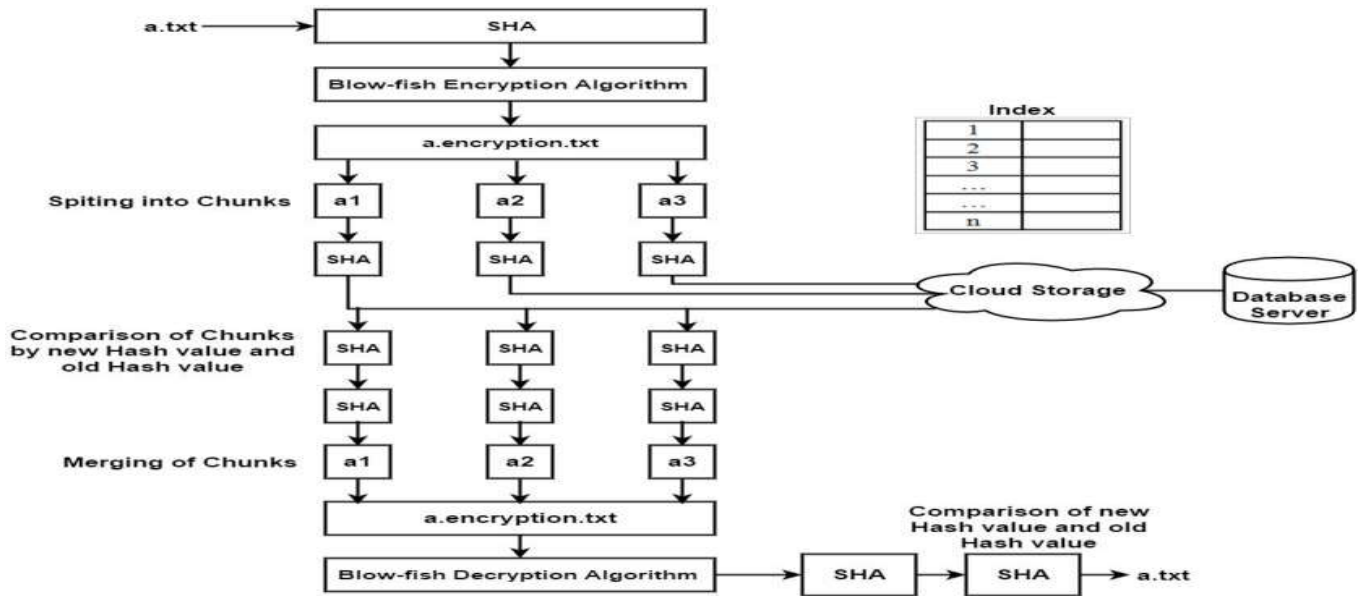 a.txt
SHA
Blow-fish Encryption Algorithm
a.encryption.txt
Index
1
2
3
...
...
n
Spiting into Chunks
a1
a2
a3
SHA
SHA
SHA
Cloud Storage
Database
Server
Comparison of Chunks
by new Hash value and
old Hash value
SHA
SHA
SHA
SHA
SHA
SHA
Merging of Chunks
a1
a2
a3
a.encryption.txt
Comparison of new
Hash value and old
Hash value
Blow-fish Decryption Algorithm
SHA
SHA
a.txt